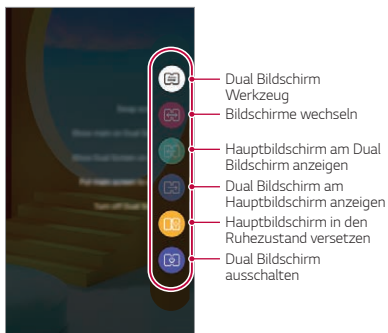 Dual Bildschirm
Werkzeug
Bildschirme wechseln
Hauptbildschirm am Dual
Bildschirm anzeigen
Dual Bildschirm am
Hauptbildschirm anzeigen
Hauptbildschirm in den
Ruhezustand versetzen
Dual Bildschirm
ausschalten